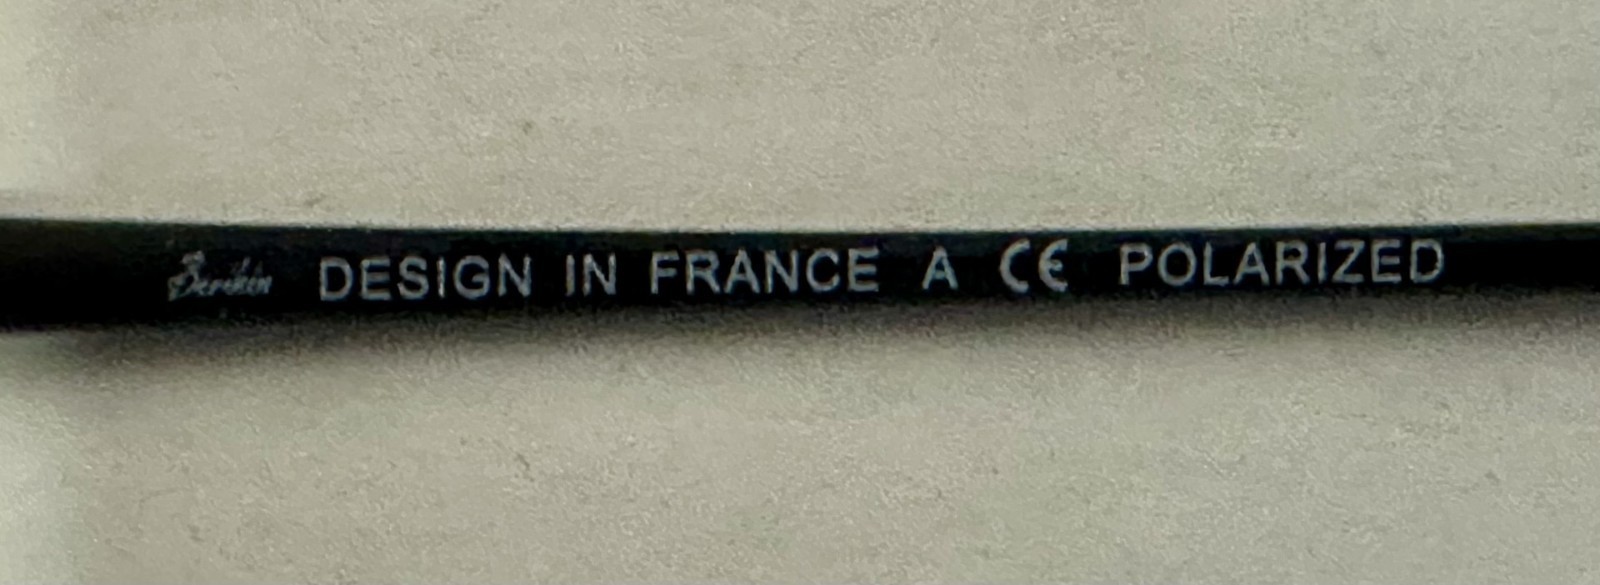 DESIGN IN FRANCE A CE POLARIZED